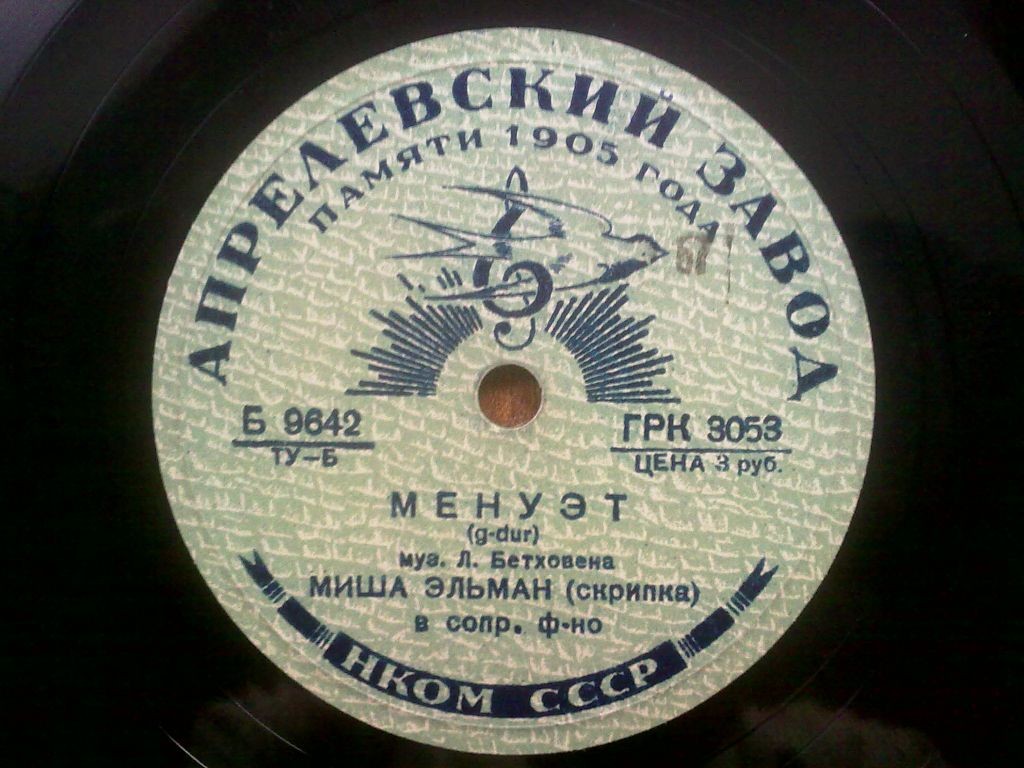 АПРЕЛЕВСКИЙ ЗАВОД
ПАМЯТИ 1905 ГОДА
67
Б 9642
ТУ-Б
ГРК 3053
ЦЕНА 3 руб.
МЕНУЭТ
(g-dur)
муз. Л. Бетховена
МИША ЭЛЬМАН (скрипка)
в сопр. ф-но
НКОМ СССР